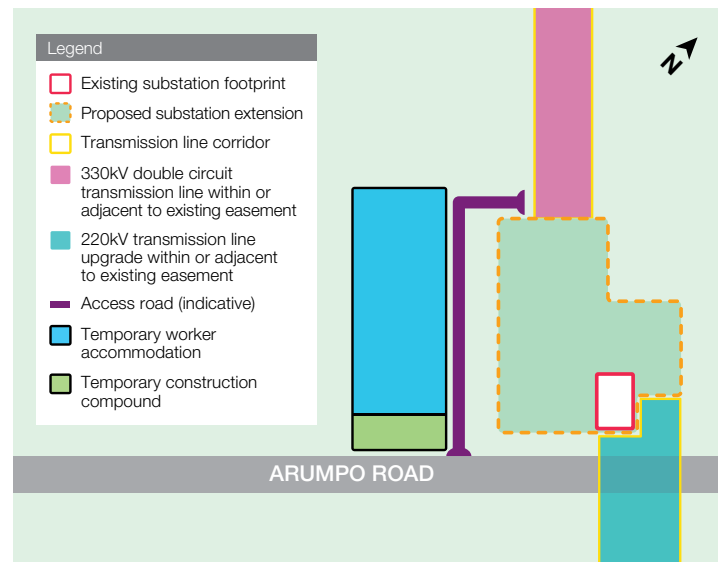 Legend
Existing substation footprint
Proposed substation extension
Transmission line corridor
330kV double circuit
transmission line within or
adjacent to existing easement
220kV transmission line
upgrade within or adjacent
to existing easement
Access road (indicative)
Temporary worker
accommodation
Temporary construction
compound
N
ARUMPO ROAD